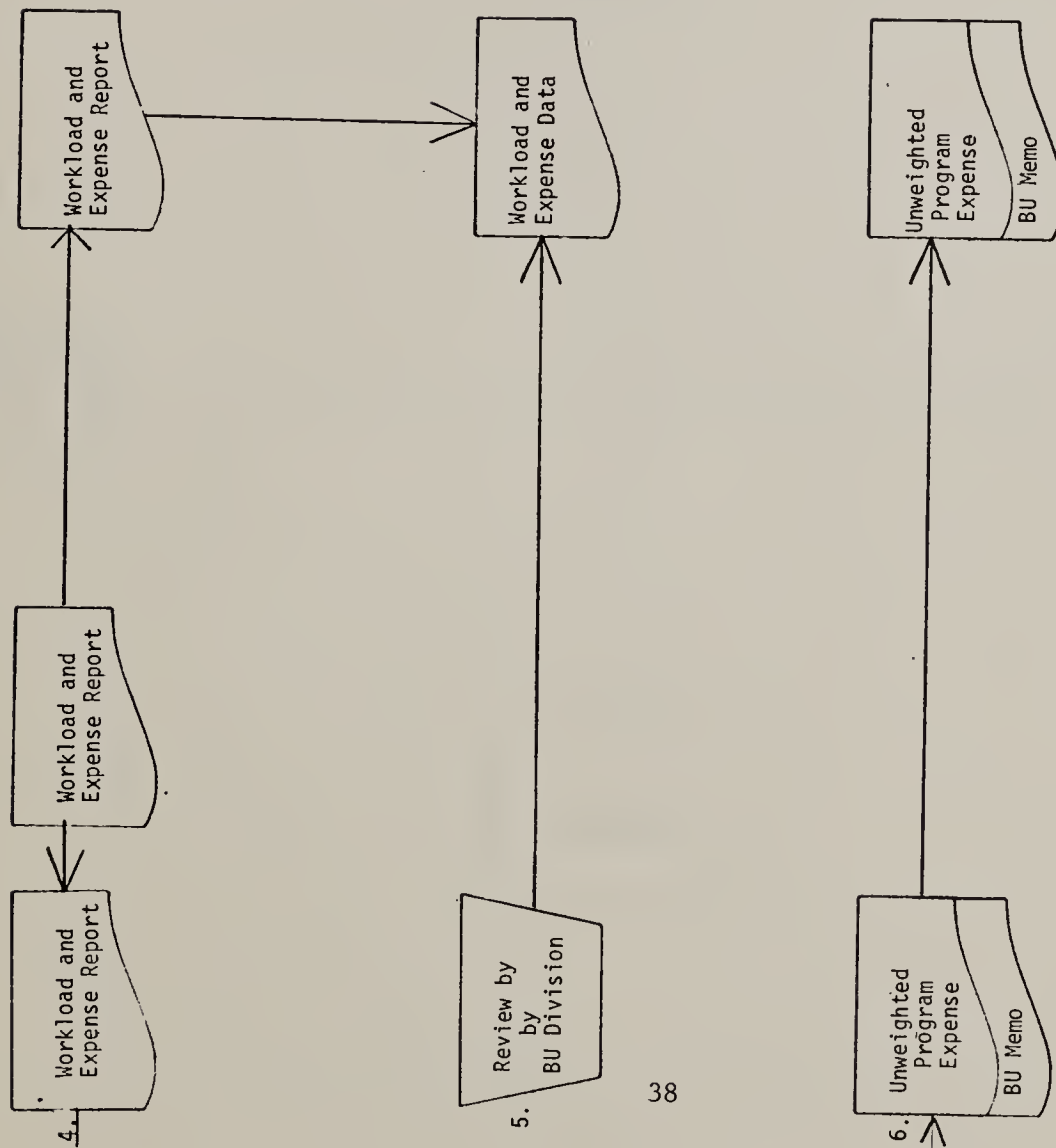 4.
Workload and
Expense Report
Workload and
Expense Report
Workload and
Expense Report
5.
Review by
by
BU Division
Workload and
Expense Data
6.
Unweighted
Program
Expense
BU Memo
Unweighted
Program
Expense
BU Memo
38